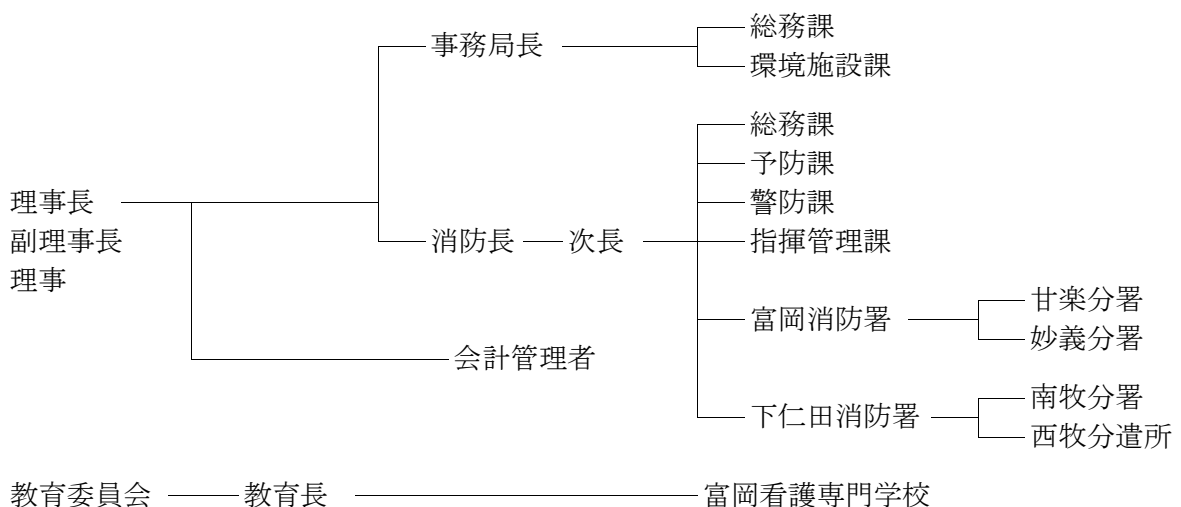 事務局長
総務課
環境施設課
総務課
予防課
警防課
理事長
副理事長
理事
消防長
次長
指揮管理課
富岡消防署
甘楽分署
妙義分署
会計管理者
下仁田消防署
南牧分署
西牧分遣所
教育委員会
教育長
富岡看護専門学校